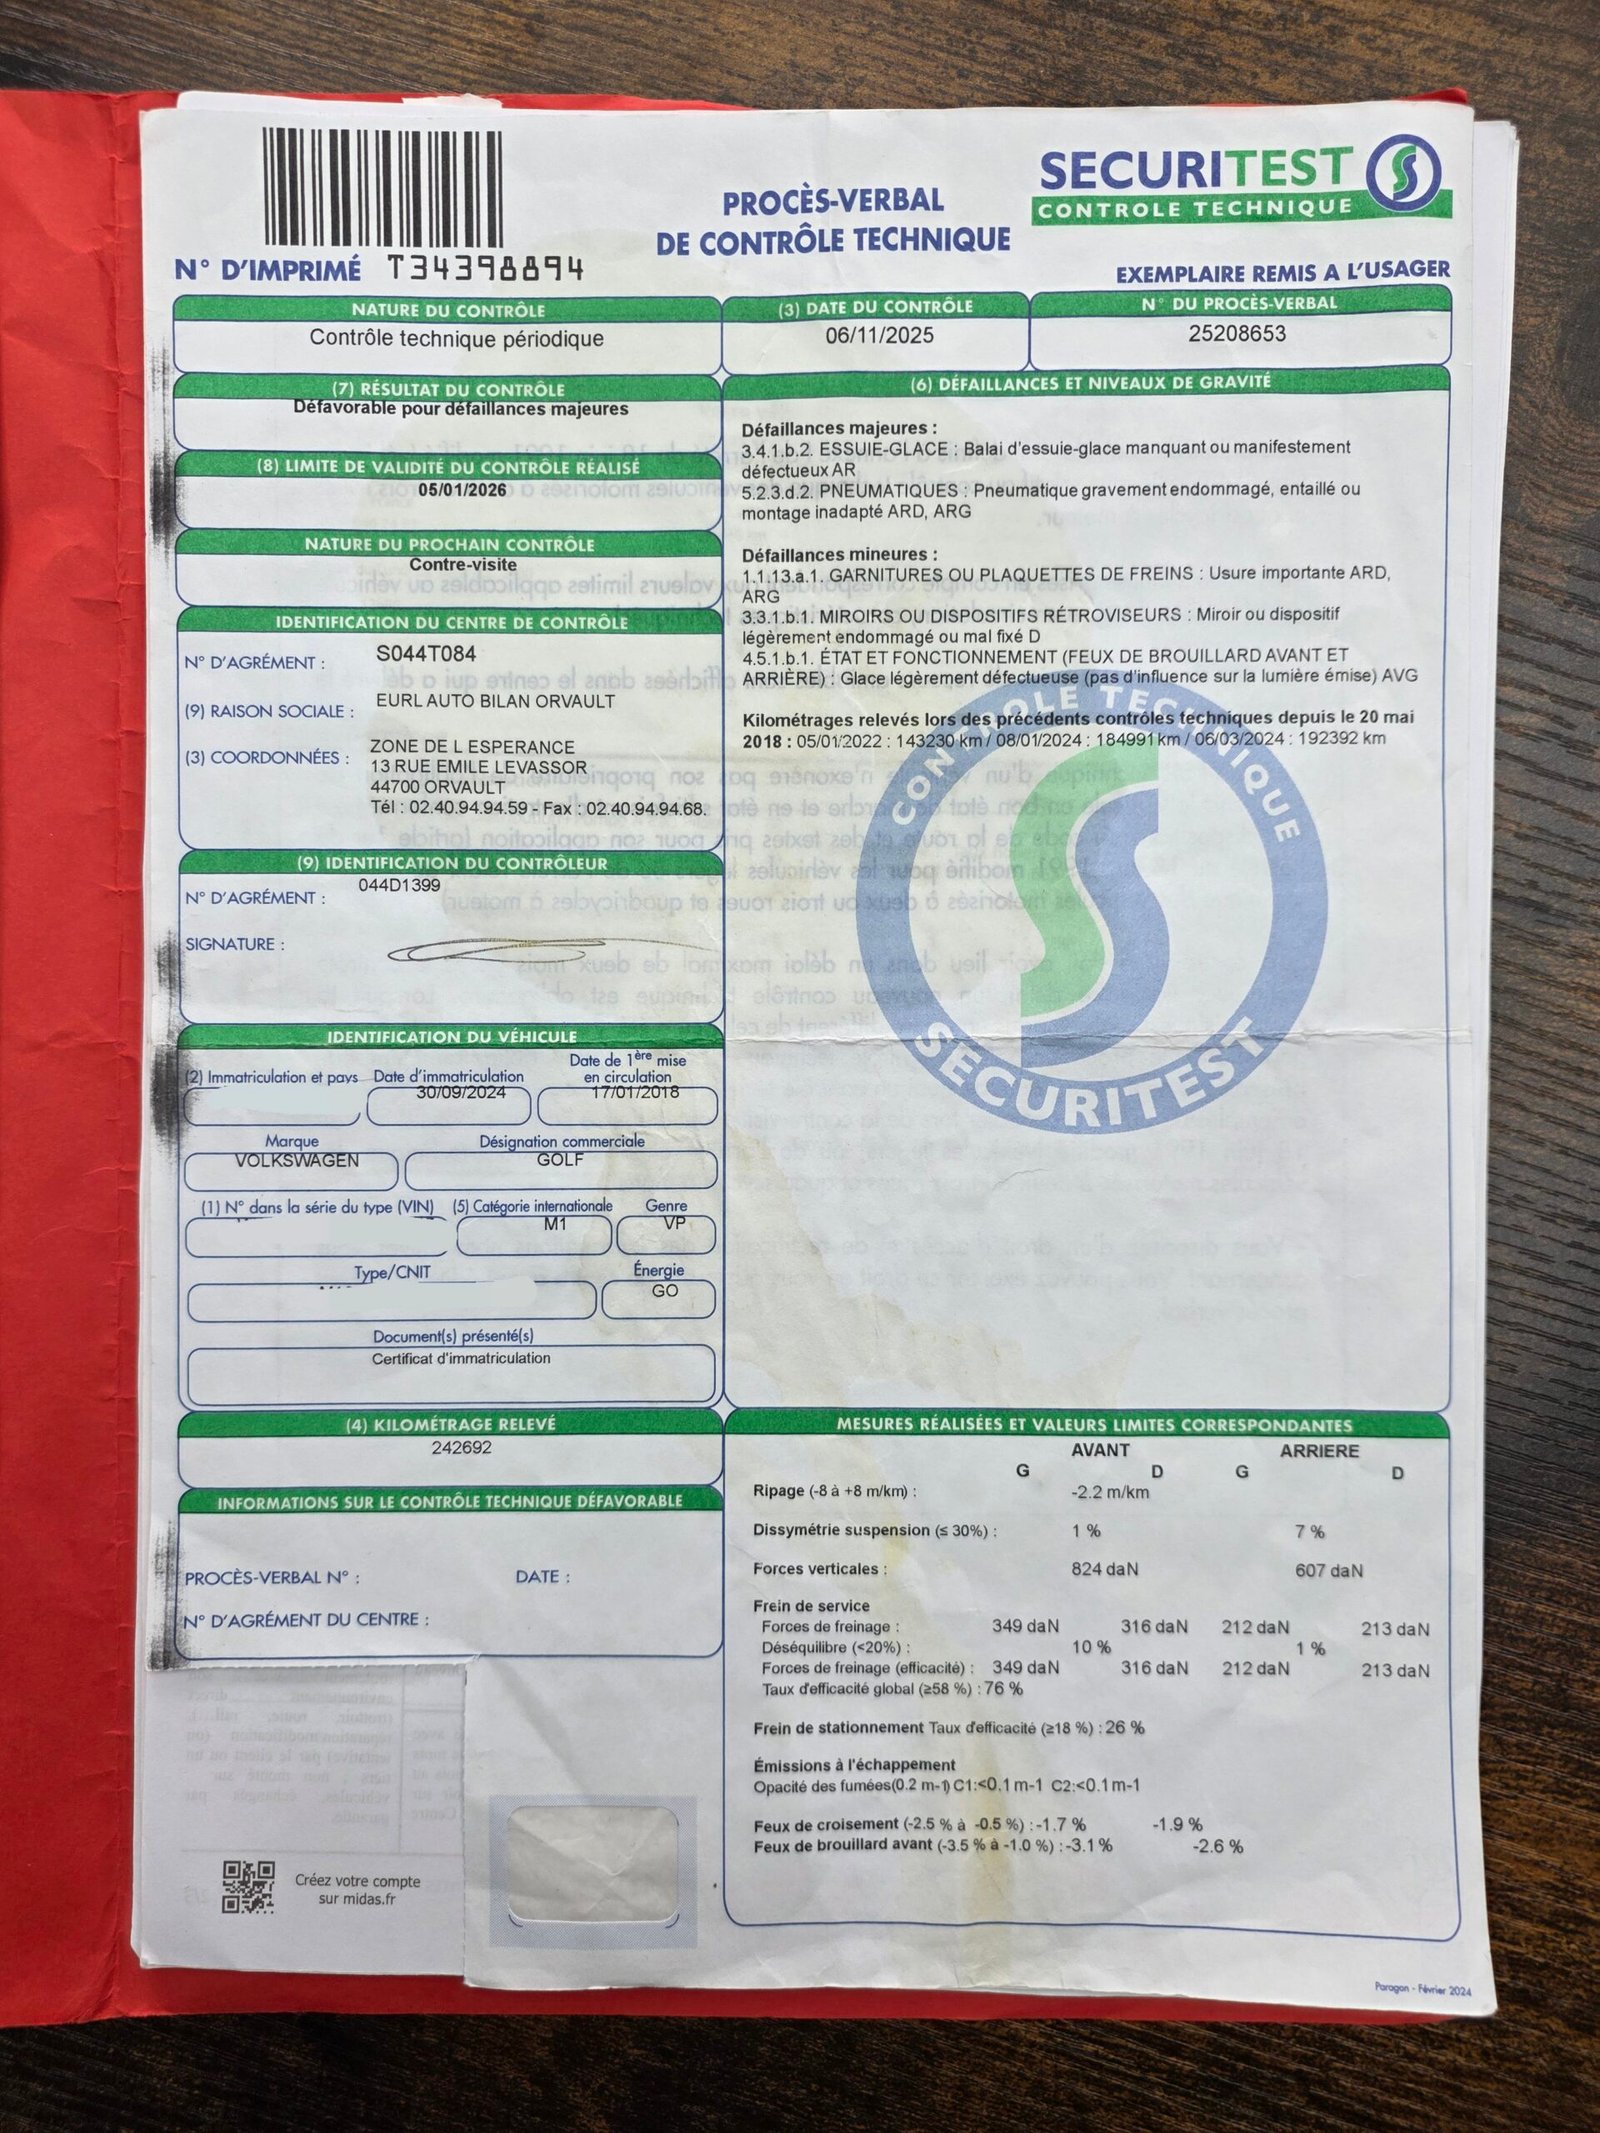 SECURITEST
CONTROLE TECHNIQUE
PROCÈS-VERBAL
DE CONTRÔLE TECHNIQUE
N° D'IMPRIMÉ T34398894
EXEMPLAIRE REMIS A L'USAGER
NATURE DU CONTRÔLE
Contrôle technique périodique
(3) DATE DU CONTRÔLE
06/11/2025
N° DU PROCÈS-VERBAL
25208653
(7) RÉSULTAT DU CONTRÔLE
Défavorable pour défaillances majeures
(8) LIMITE DE VALIDITÉ DU CONTRÔLE RÉALISÉ
05/01/2026
NATURE DU PROCHAIN CONTRÔLE
Contre-visite
IDENTIFICATION DU CENTRE DE CONTRÔLE
N° D'AGRÉMENT : S044T084
(9) RAISON SOCIALE : EURL AUTO BILAN ORVAULT
(3) COORDONNÉES : ZONE DE L ESPERANCE
13 RUE EMILE LEVASSOR
44700 ORVAULT
Tél : 02.40.94.94.59 - Fax : 02.40.94.94.68.
(9) IDENTIFICATION DU CONTRÔLEUR
N° D'AGRÉMENT : 044D1399
SIGNATURE :
IDENTIFICATION DU VÉHICULE
(2) Immatriculation et pays
Date d'immatriculation
30/09/2024
Date de 1ère mise
en circulation
17/01/2018
Marque
VOLKSWAGEN
Désignation commerciale
GOLF
(1) N° dans la série du type (VIN)
(5) Catégorie internationale
M1
Genre
VP
Type/CNIT
Énergie
GO
Document(s) présenté(s)
Certificat d'immatriculation
(4) KILOMÉTRAGE RELEVÉ
242692
INFORMATIONS SUR LE CONTRÔLE TECHNIQUE DÉFAVORABLE
PROCÈS-VERBAL N° : DATE :
N° D'AGRÉMENT DU CENTRE :
(6) DÉFAILLANCES ET NIVEAUX DE GRAVITÉ
Défaillances majeures :
3.4.1.b.2. ESSUIE-GLACE : Balai d'essuie-glace manquant ou manifestement
défectueux AR
5.2.3.d.2. PNEUMATIQUES : Pneumatique gravement endommagé, entaillé ou
montage inadapté ARD, ARG
Défaillances mineures :
1.1.13.a.1. GARNITURES OU PLAQUETTES DE FREINS : Usure importante ARD,
ARG
3.3.1.b.1. MIROIRS OU DISPOSITIFS RÉTROVISEURS : Miroir ou dispositif
légèrement endommagé ou mal fixé D
4.5.1.b.1. ÉTAT ET FONCTIONNEMENT (FEUX DE BROUILLARD AVANT ET
ARRIÈRE) : Glace légèrement défectueuse (pas d'influence sur la lumière émise) AVG
Kilométrages relevés lors des précédents contrôles techniques depuis le 20 mai
2018 : 05/01/2022 : 143230 km / 08/01/2024 : 184991 km / 06/03/2024 : 192392 km
CONTROLE TECHNIQUE
SECURITEST
MESURES RÉALISÉES ET VALEURS LIMITES CORRESPONDANTES
AVANT ARRIERE
G D G D
Ripage (-8 à +8 m/km) : -2.2 m/km
Dissymétrie suspension (≤ 30%) : 1 % 7 %
Forces verticales : 824 daN 607 daN
Frein de service
Forces de freinage : 349 daN 316 daN 212 daN 213 daN
Déséquilibre (<20%) : 10 % 1 %
Forces de freinage (efficacité) : 349 daN 316 daN 212 daN 213 daN
Taux d'efficacité global (≥58 %) : 76 %
Frein de stationnement Taux d'efficacité (≥18 %) : 26 %
Émissions à l'échappement
Opacité des fumées(0.2 m-1) C1:<0.1 m-1 C2:<0.1 m-1
Feux de croisement (-2.5 % à -0.5 %) : -1.7 % -1.9 %
Feux de brouillard avant (-3.5 % à -1.0 %) : -3.1 % -2.6 %
Créez votre compte
sur midas.fr
Paragon - Février 2024